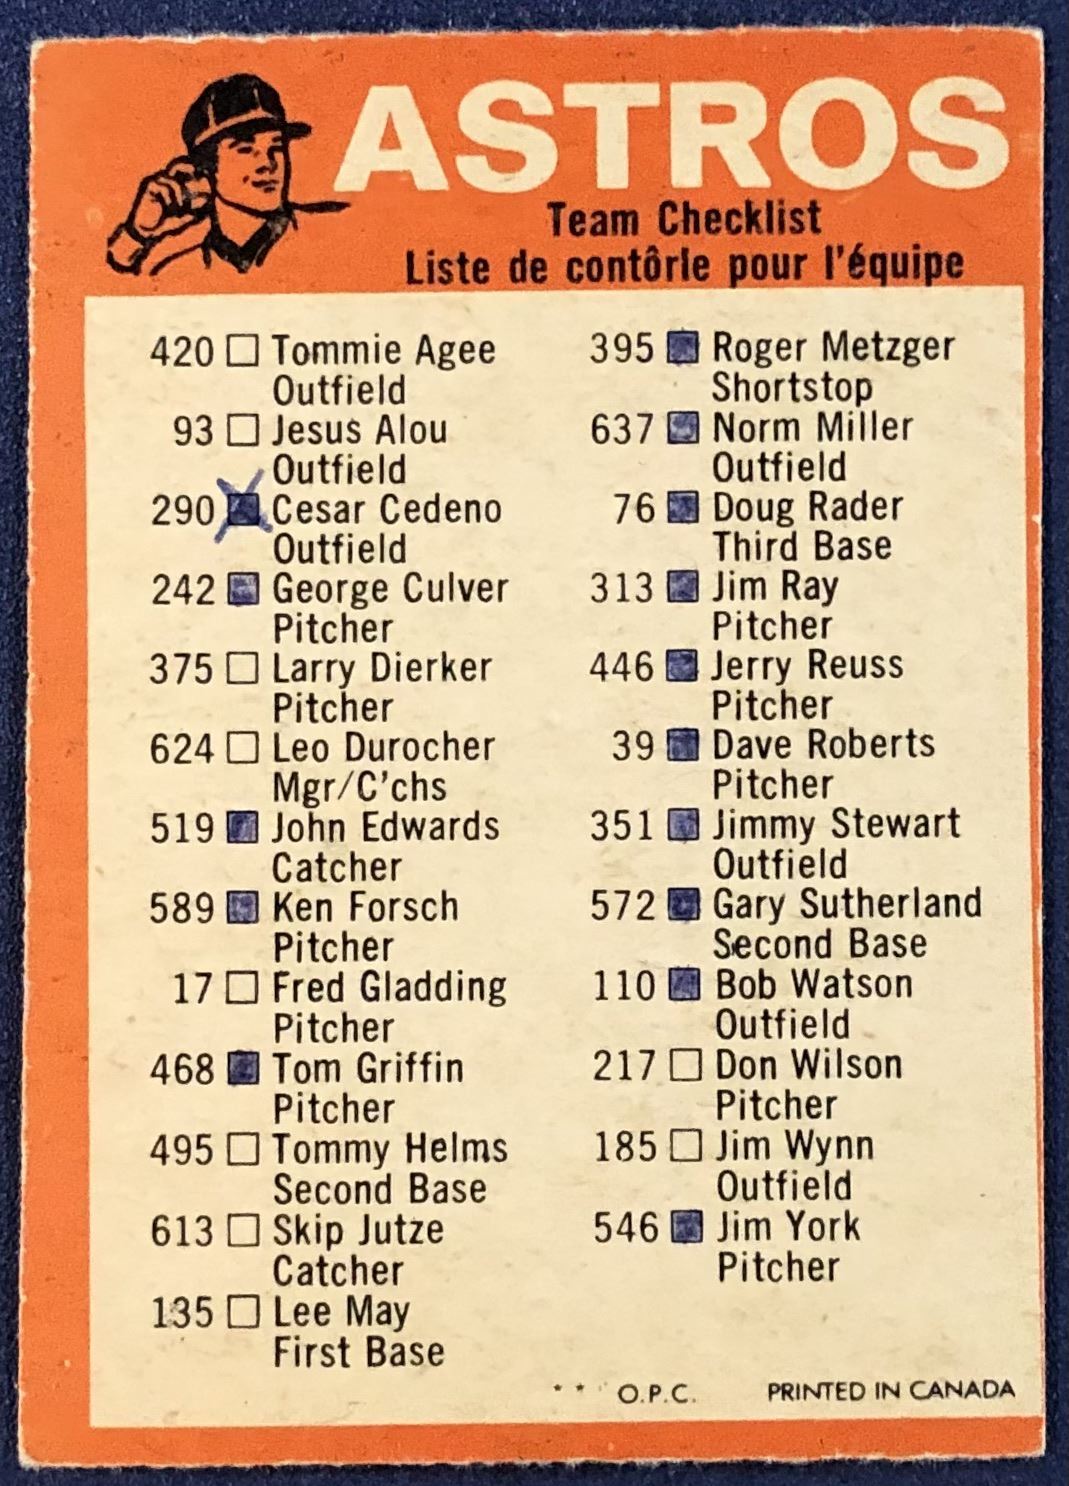 ASTROS
Team Checklist
Liste de contôrle pour l'équipe
420 Tommie Agee
Outfield
93 Jesus Alou
Outfield
290 Cesar Cedeno
Outfield
242 George Culver
Pitcher
375 Larry Dierker
Pitcher
624 Leo Durocher
Mgr/C'chs
519 John Edwards
Catcher
589 Ken Forsch
Pitcher
17 Fred Gladding
Pitcher
468 Tom Griffin
Pitcher
495 Tommy Helms
Second Base
613 Skip Jutze
Catcher
135 Lee May
First Base
395 Roger Metzger
Shortstop
637 Norm Miller
Outfield
76 Doug Rader
Third Base
313 Jim Ray
Pitcher
446 Jerry Reuss
Pitcher
39 Dave Roberts
Pitcher
351 Jimmy Stewart
Outfield
572 Gary Sutherland
Second Base
110 Bob Watson
Outfield
217 Don Wilson
Pitcher
185 Jim Wynn
Outfield
546 Jim York
Pitcher
* * O.P.C. PRINTED IN CANADA